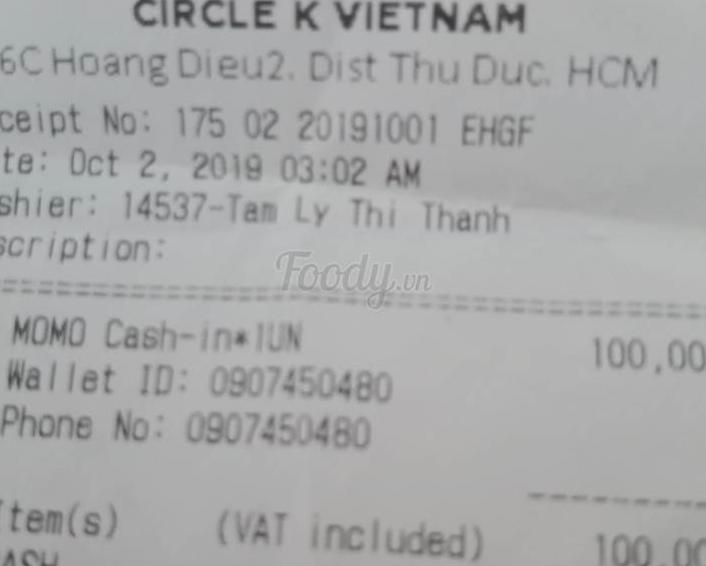 CIRCLE K VIETNAM
6C Hoang Dieu2. Dist Thu Duc. HCM
ceipt No: 175 02 20191001 EHGF
te: Oct 2, 2019 03:02 AM
shier: 14537-Tam Ly Thi Thanh
scription:
Foody.vn
MOMO Cash-in*1UN 100,00
Wallet ID: 0907450480
Phone No: 0907450480
Item(s) (VAT included) 100,00
ASH